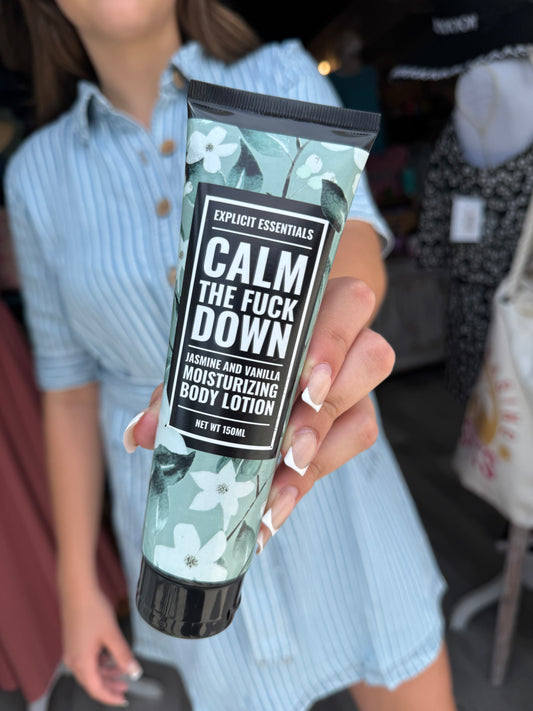 EXPLICIT ESSENTIALS
CALM
THE FUCK
DOWN
JASMINE AND VANILLA
MOISTURIZING
BODY LOTION
NET WT 150ML